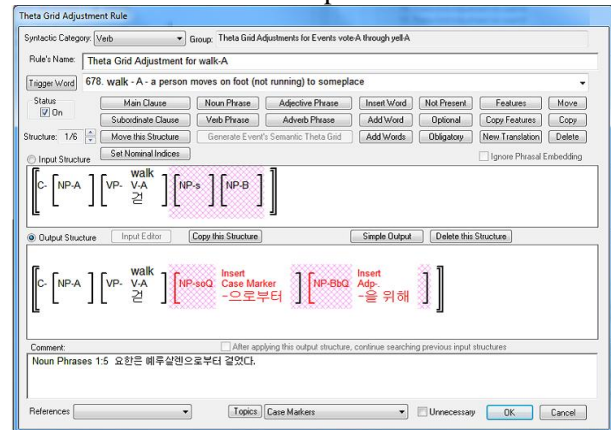 Theta Grid Adjustment Rule
Syntactic Category: Verb Group: Theta Grid Adjustments for Events vote-A through yell-A
Rule's Name: Theta Grid Adjustment for walk-A
Trigger Word 678. walk - A - a person moves on foot (not running) to someplace
Status Main Clause Noun Phrase Adjective Phrase Insert Word Not Present Features Move
On Subordinate Clause Verb Phrase Adverb Phrase Add Word Optional Copy Features Copy
Structure: 1/6 Move this Structure Generate Event's Semantic Theta Grid Add Words Obligatory New Translation Delete
Input Structure Set Nominal Indices Ignore Phrasal Embedding
walk
C- NP-A VP- V-A NP-s NP-B
걷
Output Structure Input Editor Copy this Structure Simple Output Delete this Structure
walk Insert Insert
C- NP-A VP- V-A NP-soQ Case Marker NP-BbQ Adp-.
걷 -으로부터 -을 위해
Comment: After applying this output structure, continue searching previous input structures
Noun Phrases 1:5 요한은 예루살렘으로부터 걸었다.
References Topics Case Markers Unnecessary OK Cancel